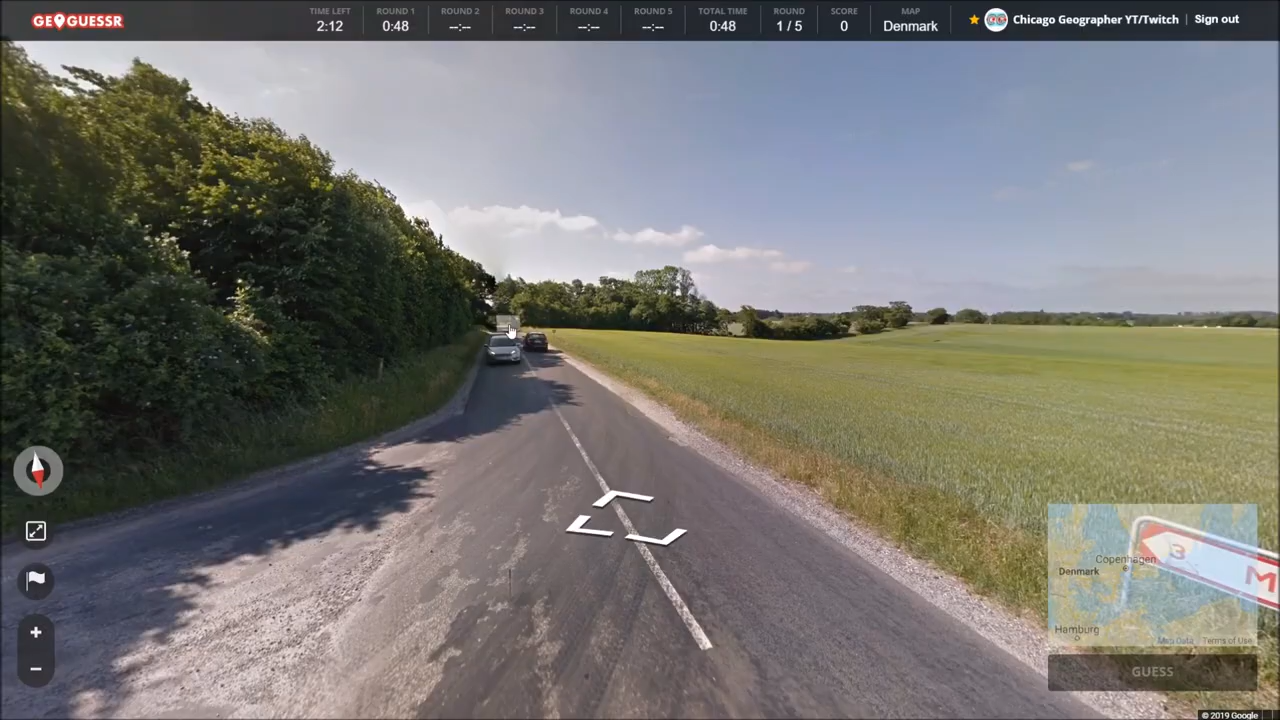 GEOGUESSR
TIME LEFT
2:12
ROUND 1
0:48
ROUND 2
--:--
ROUND 3
--:--
ROUND 4
--:--
ROUND 5
--:--
TOTAL TIME
0:48
ROUND
1 / 5
SCORE
0
MAP
Denmark
Chicago Geographer YT/Twitch
Sign out
3
M
Copenhagen
Denmark
Hamburg
Map Data
Terms of Use
GUESS
© 2019 Google